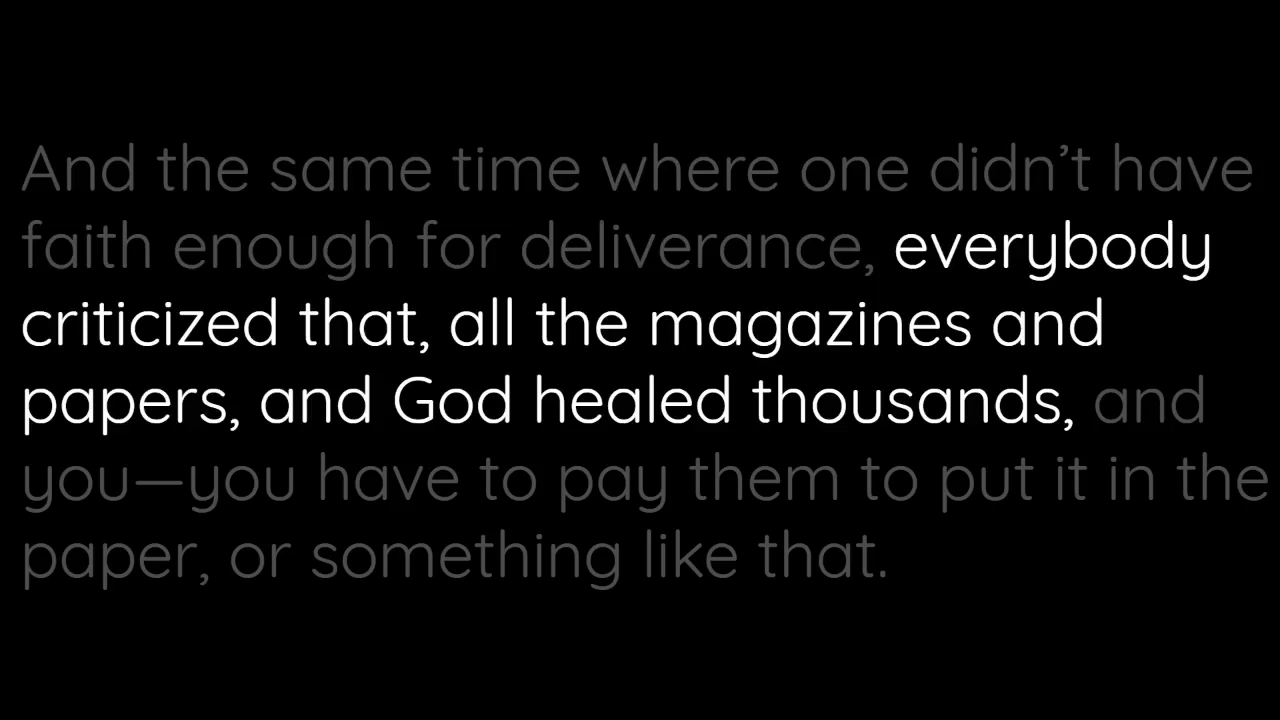 And the same time where one didn’t have
faith enough for deliverance, everybody
criticized that, all the magazines and
papers, and God healed thousands, and
you—you have to pay them to put it in the
paper, or something like that.